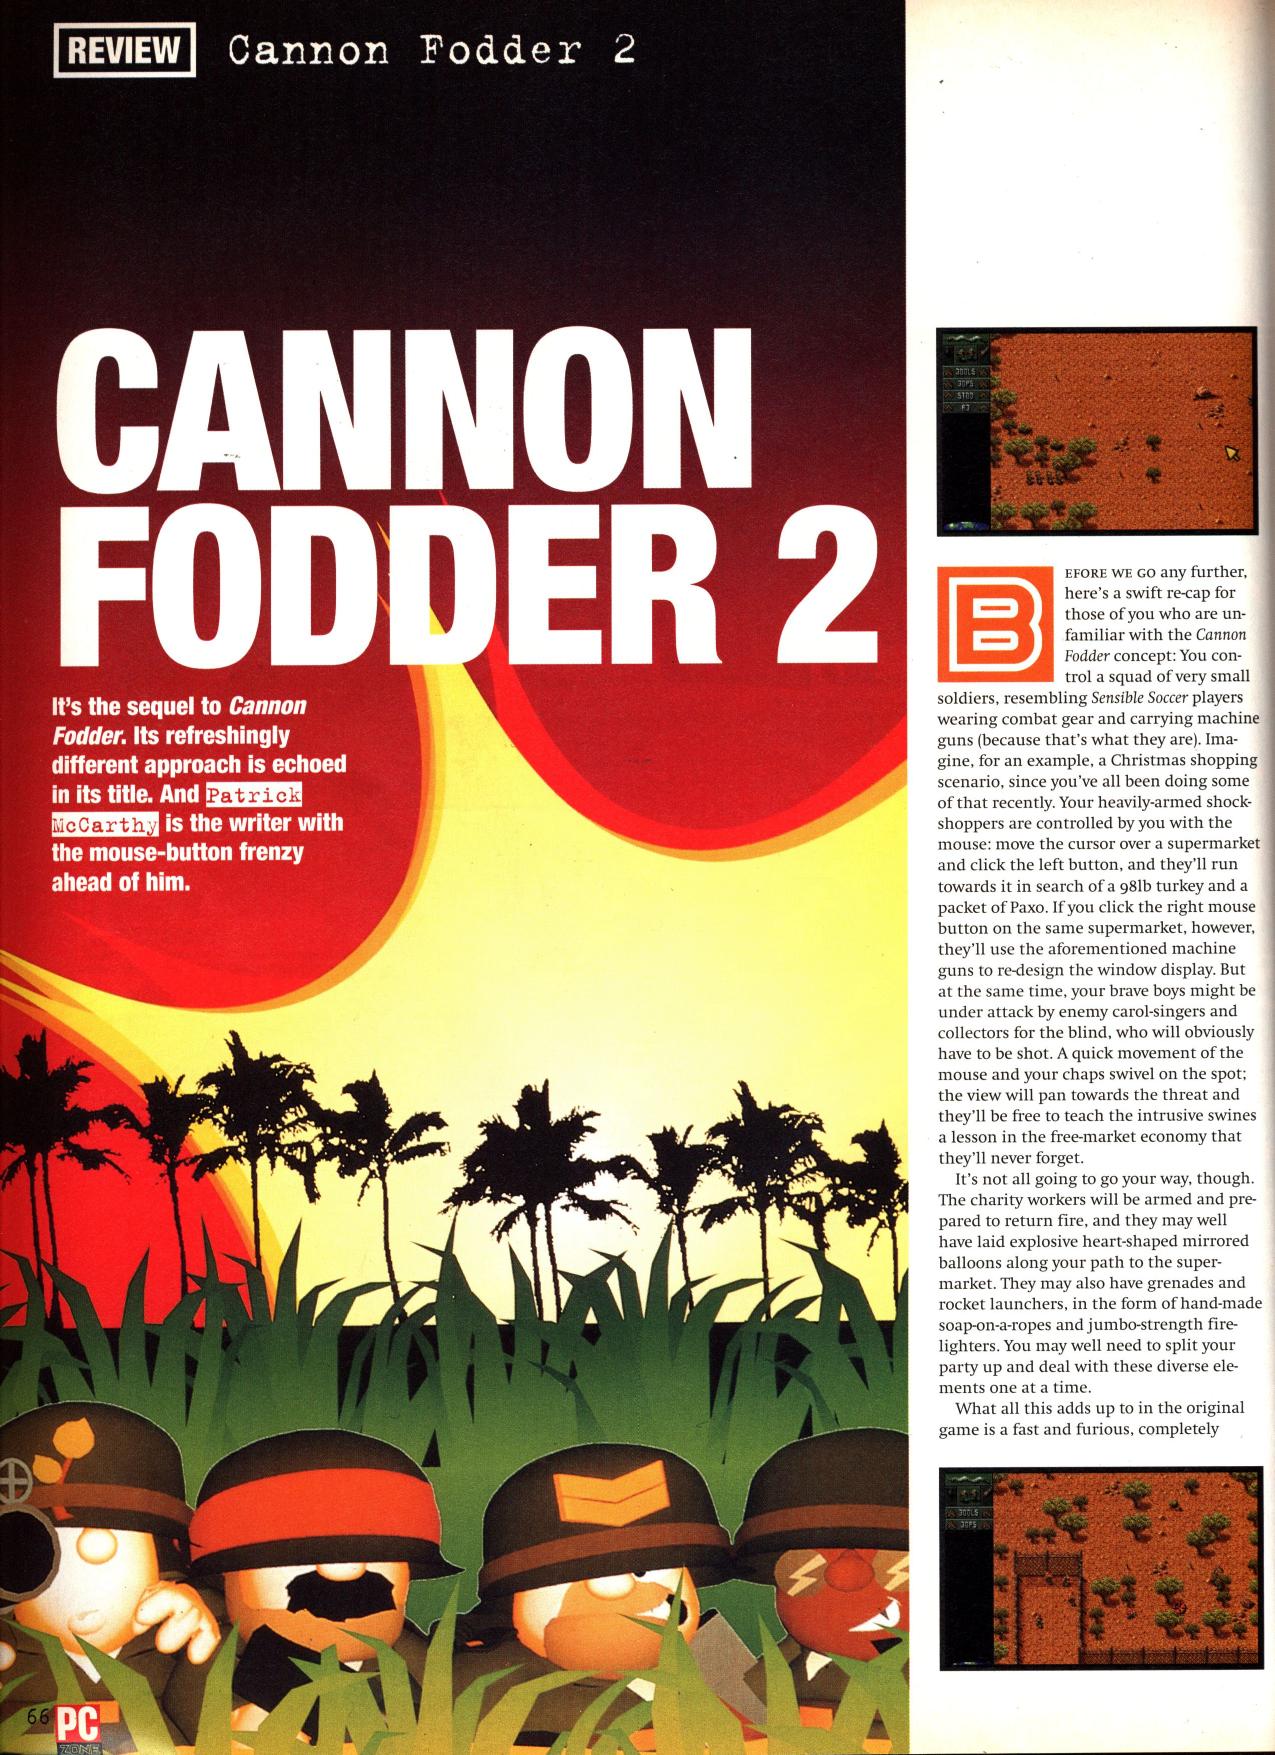 REVIEW Cannon Fodder 2
CANNON
FODDER 2
It's the sequel to Cannon
Fodder. Its refreshingly
different approach is echoed
in its title. And Patrick
McCarthy is the writer with
the mouse-button frenzy
ahead of him.
JOOLS
JOPS
STOO
RJ
BEFORE WE GO any further,
here's a swift re-cap for
those of you who are un-
familiar with the Cannon
Fodder concept: You con-
trol a squad of very small
soldiers, resembling Sensible Soccer players
wearing combat gear and carrying machine
guns (because that's what they are). Ima-
gine, for an example, a Christmas shopping
scenario, since you've all been doing some
of that recently. Your heavily-armed shock-
shoppers are controlled by you with the
mouse: move the cursor over a supermarket
and click the left button, and they'll run
towards it in search of a 98lb turkey and a
packet of Paxo. If you click the right mouse
button on the same supermarket, however,
they'll use the aforementioned machine
guns to re-design the window display. But
at the same time, your brave boys might be
under attack by enemy carol-singers and
collectors for the blind, who will obviously
have to be shot. A quick movement of the
mouse and your chaps swivel on the spot;
the view will pan towards the threat and
they'll be free to teach the intrusive swines
a lesson in the free-market economy that
they'll never forget.
It's not all going to go your way, though.
The charity workers will be armed and pre-
pared to return fire, and they may well
have laid explosive heart-shaped mirrored
balloons along your path to the super-
market. They may also have grenades and
rocket launchers, in the form of hand-made
soap-on-a-ropes and jumbo-strength fire-
lighters. You may well need to split your
party up and deal with these diverse ele-
ments one at a time.
What all this adds up to in the original
game is a fast and furious, completely
JOOLS
JOPS
66 PC
ZONE